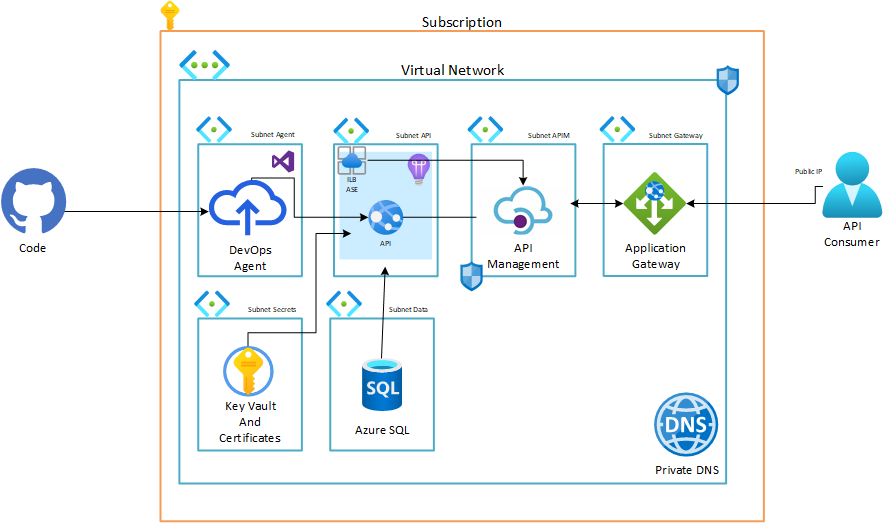 Subscription
Virtual Network
Subnet Agent
Subnet API
Subnet APIM
Subnet Gateway
ILB
ASE
Public IP
Code
DevOps
Agent
API
API
Management
Application
Gateway
API
Consumer
Subnet Secrets
Subnet Data
SQL
Key Vault
And
Certificates
Azure SQL
DNS
Private DNS